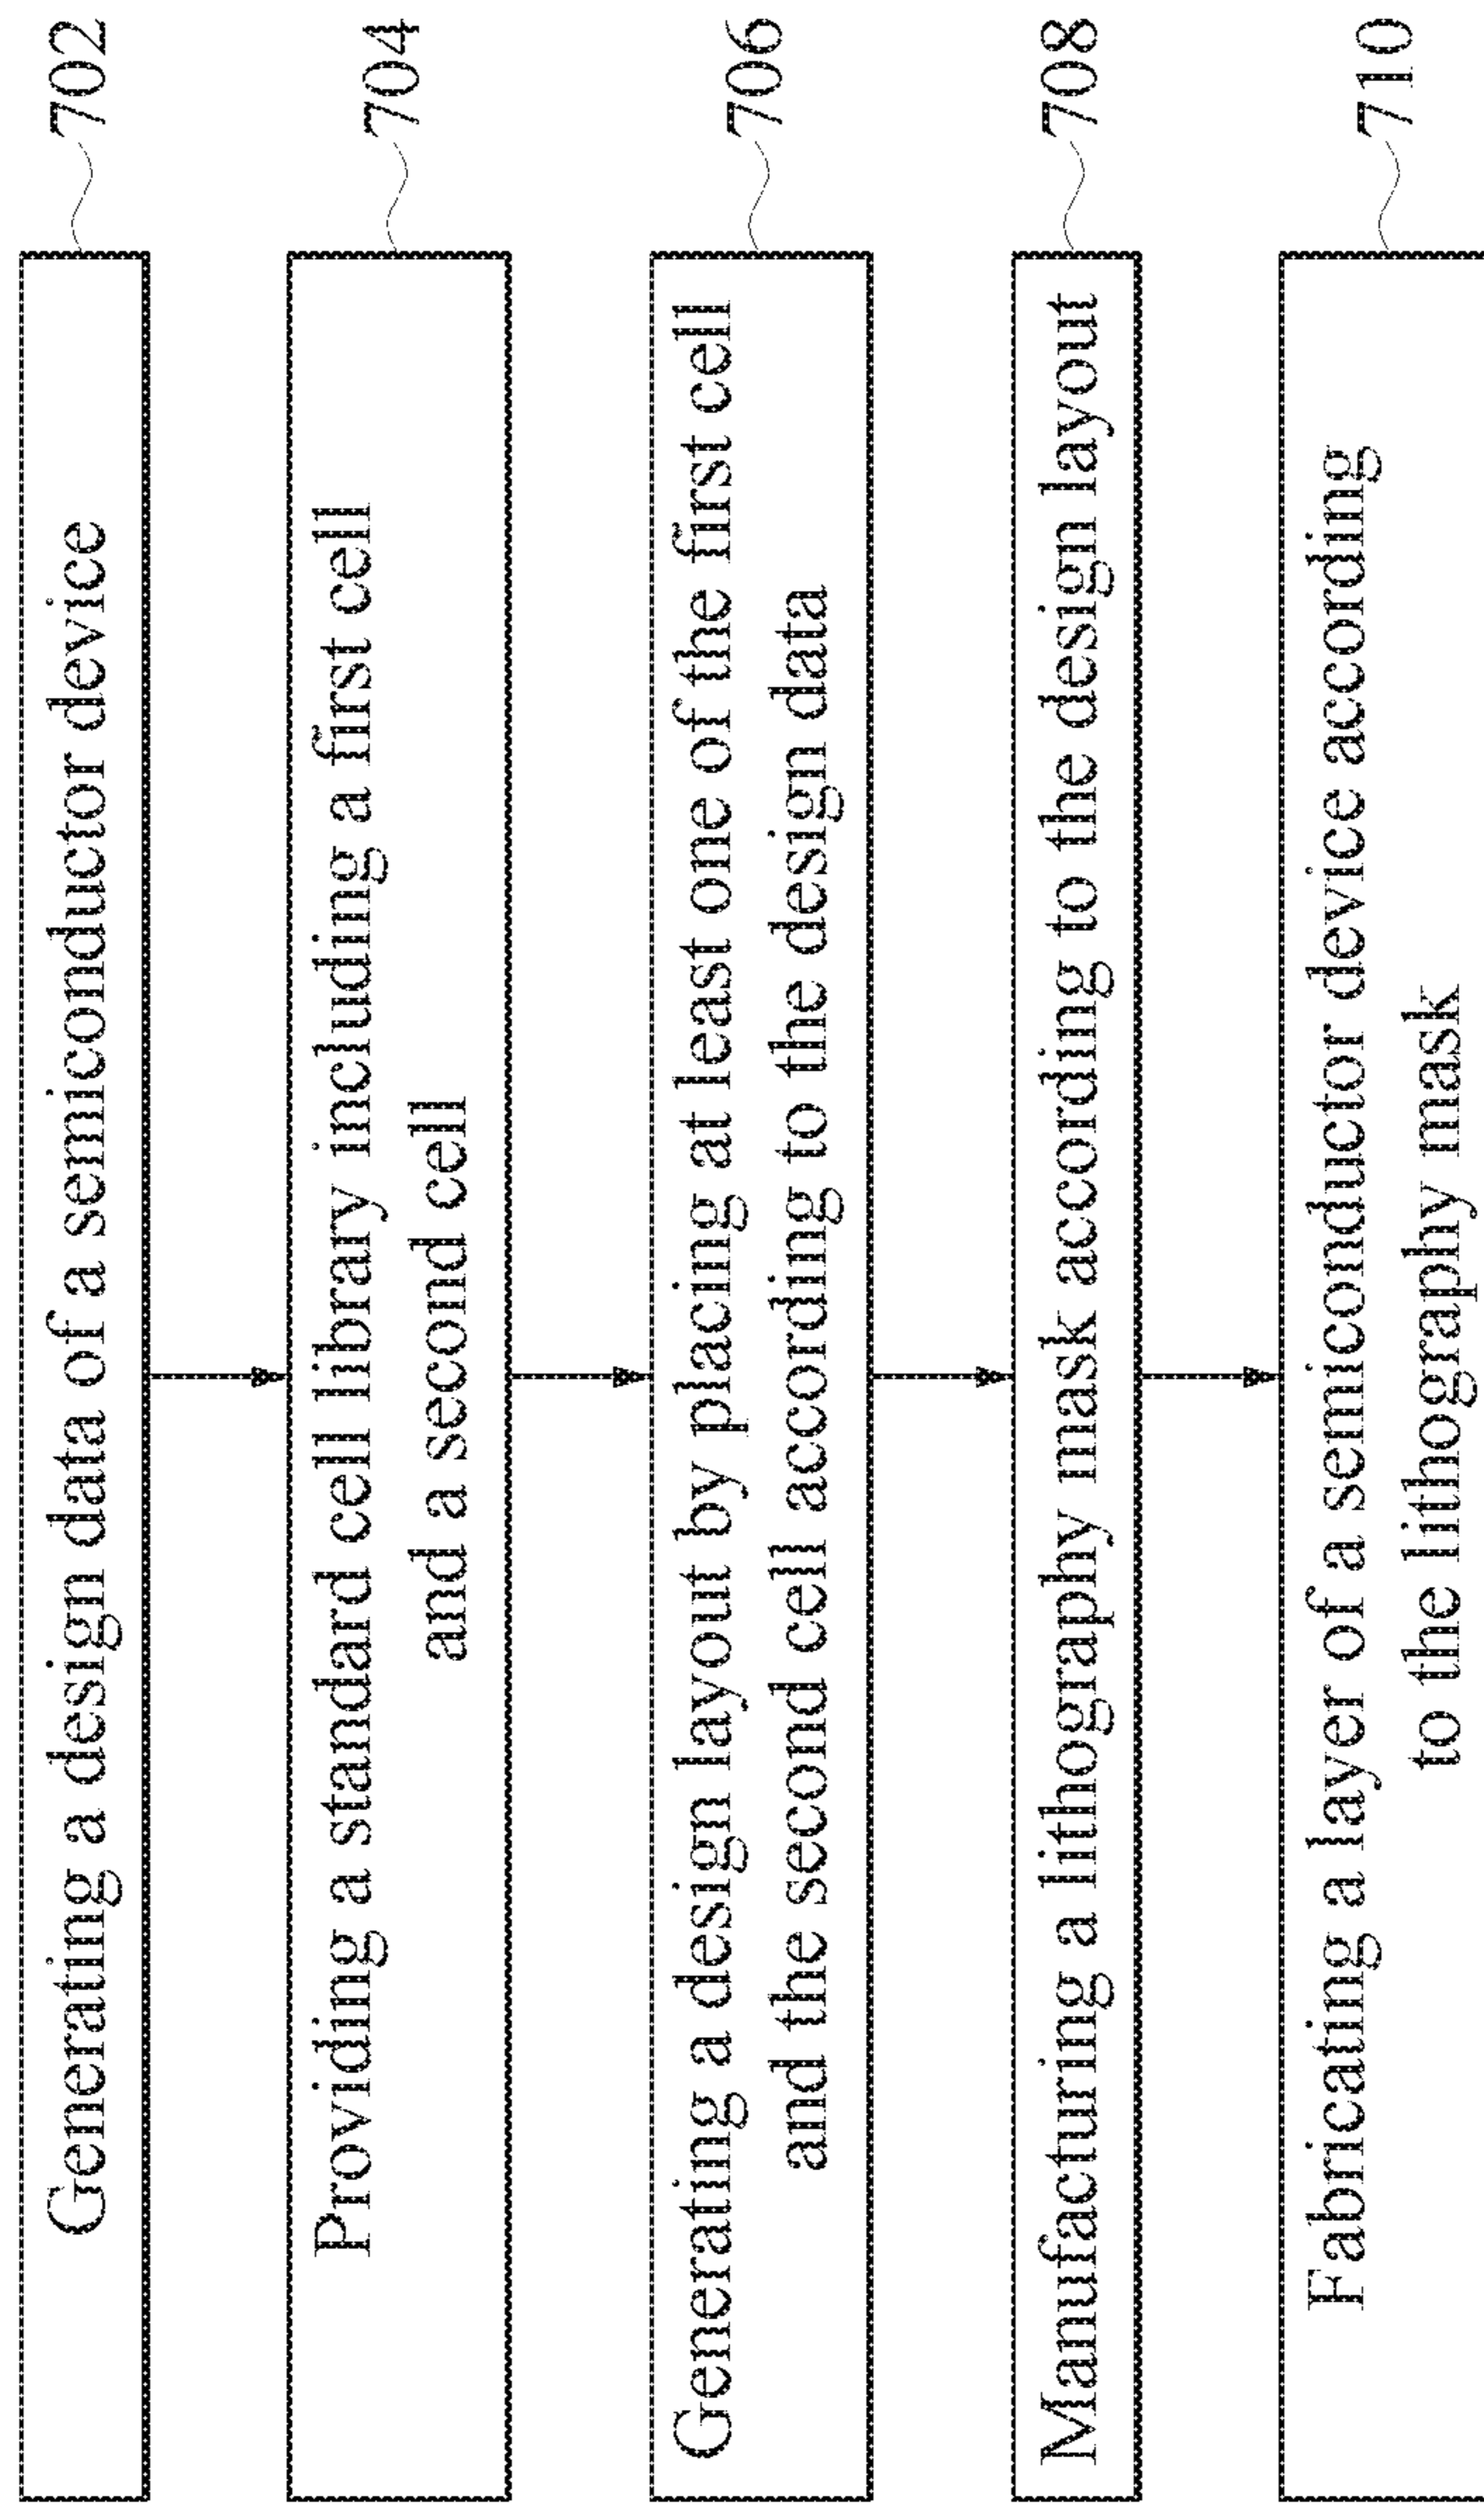 Generating a design data of a semiconductor device
702
Providing a standard cell library including a first cell
and a second cell
704
Generating a design layout by placing at least one of the first cell
and the second cell according to the design data
706
Manufacturing a lithography mask according to the design layout
708
Fabricating a layer of a semiconductor device according
to the lithography mask
710